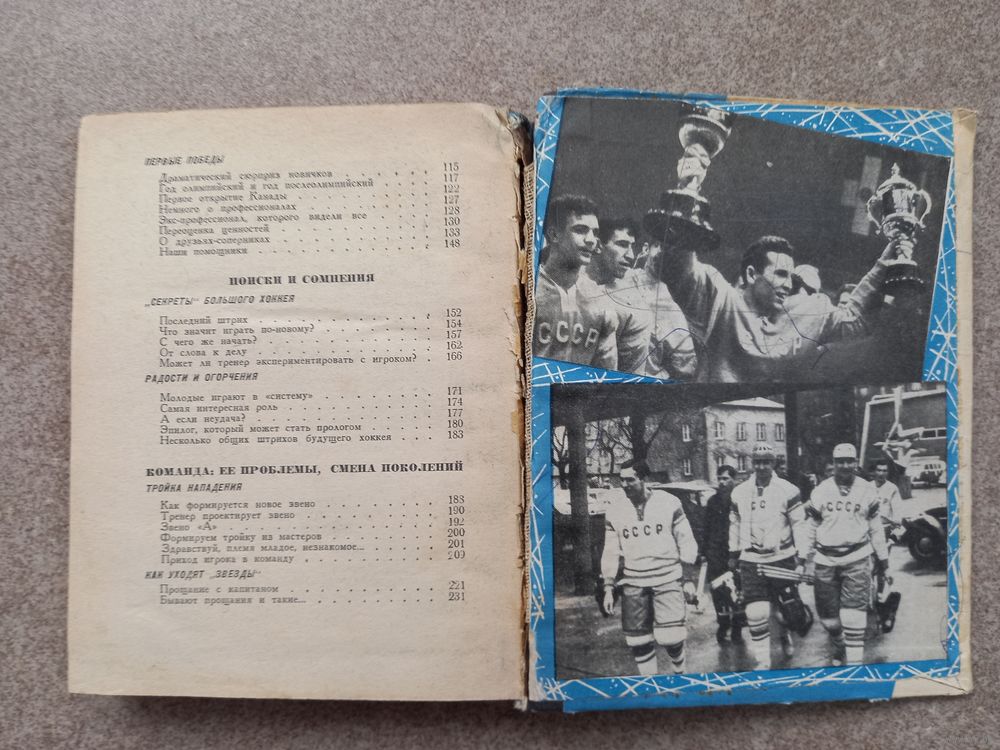 ПЕРВЫЕ ПОБЕДЫ
Драматический сюрприз новичков . . . . . . 115
Год олимпийский и год послеолимпийский . . . 117
Первое открытие Канады . . . . . . 122
Немного о профессионалах . . . . . . 127
Экс-профессионал, которого видели все . . . 128
Переоценка ценностей . . . . . . 130
О друзьях-соперниках . . . . . . 133
Наши помощники . . . . . . 148
ПОИСКИ И СОМНЕНИЯ
„СЕКРЕТЫ“ БОЛЬШОГО ХОККЕЯ
Последний штрих . . . . . . 152
Что значит играть по-новому? . . . . . . 154
С чего же начать? . . . . . . 157
От слова к делу . . . . . . 162
Может ли тренер экспериментировать с игроком? . 166
РАДОСТИ И ОГОРЧЕНИЯ
Молодые играют в «систему» . . . . . . 171
Самая интересная роль . . . . . . 174
А если неудача? . . . . . . 177
Эпилог, который может стать прологом . . . . 180
Несколько общих штрихов будущего хоккея . . . 183
КОМАНДА: ЕЕ ПРОБЛЕМЫ, СМЕНА ПОКОЛЕНИЙ
ТРОЙКА НАПАДЕНИЯ
Как формируется новое звено . . . . . . 183
Тренер проектирует звено . . . . . . 190
Звено «А» . . . . . . 192
Формируем тройку из мастеров . . . . . . 200
Здравствуй, племя младое, незнакомое... . . . . 201
Приход игрока в команду . . . . . . 209
КАК УХОДЯТ „ЗВЕЗДЫ“
Прощание с капитаном . . . . . . 221
Бывают прощания и такие... . . . . . . 231
СССР
СССР
СС
СССР